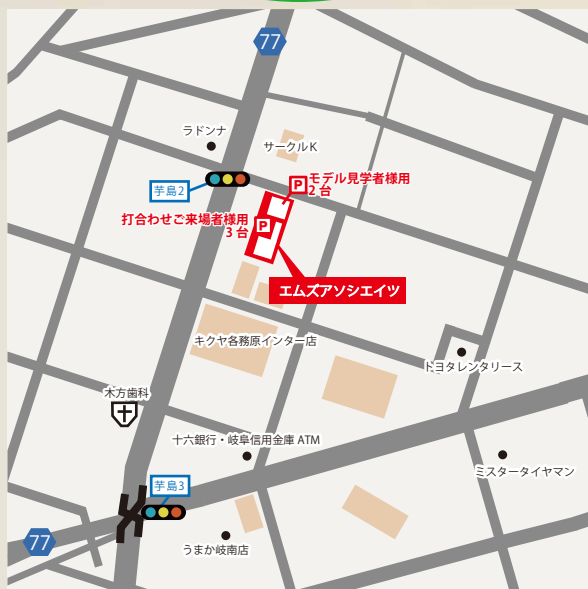 77
ラドンナ
サークルK
芋島2
P モデル見学者様用
2 台
打合わせご来場者様用
3 台
P
エムズアソシエイツ
キクヤ各務原インター店
トヨタレンタリース
木方歯科
十六銀行・岐阜信用金庫 ATM
ミスタータイヤマン
芋島3
77
うまか岐南店